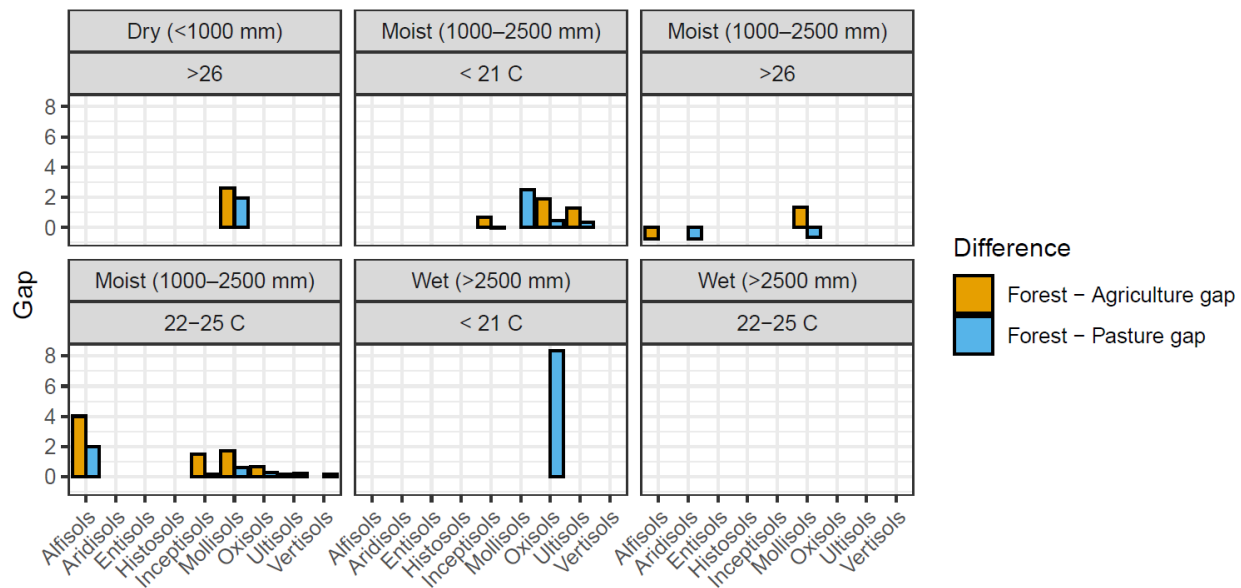 Dry (<1000 mm)
>26
Moist (1000–2500 mm)
< 21 C
Moist (1000–2500 mm)
>26
8
6
4
2
0
Gap
Moist (1000–2500 mm)
22–25 C
Wet (>2500 mm)
< 21 C
Wet (>2500 mm)
22–25 C
8
6
4
2
0
Alfisols
Aridisols
Entisols
Histosols
Inceptisols
Mollisols
Oxisols
Ultisols
Vertisols
Alfisols
Aridisols
Entisols
Histosols
Inceptisols
Mollisols
Oxisols
Ultisols
Vertisols
Alfisols
Aridisols
Entisols
Histosols
Inceptisols
Mollisols
Oxisols
Ultisols
Vertisols
Difference
Forest – Agriculture gap
Forest – Pasture gap